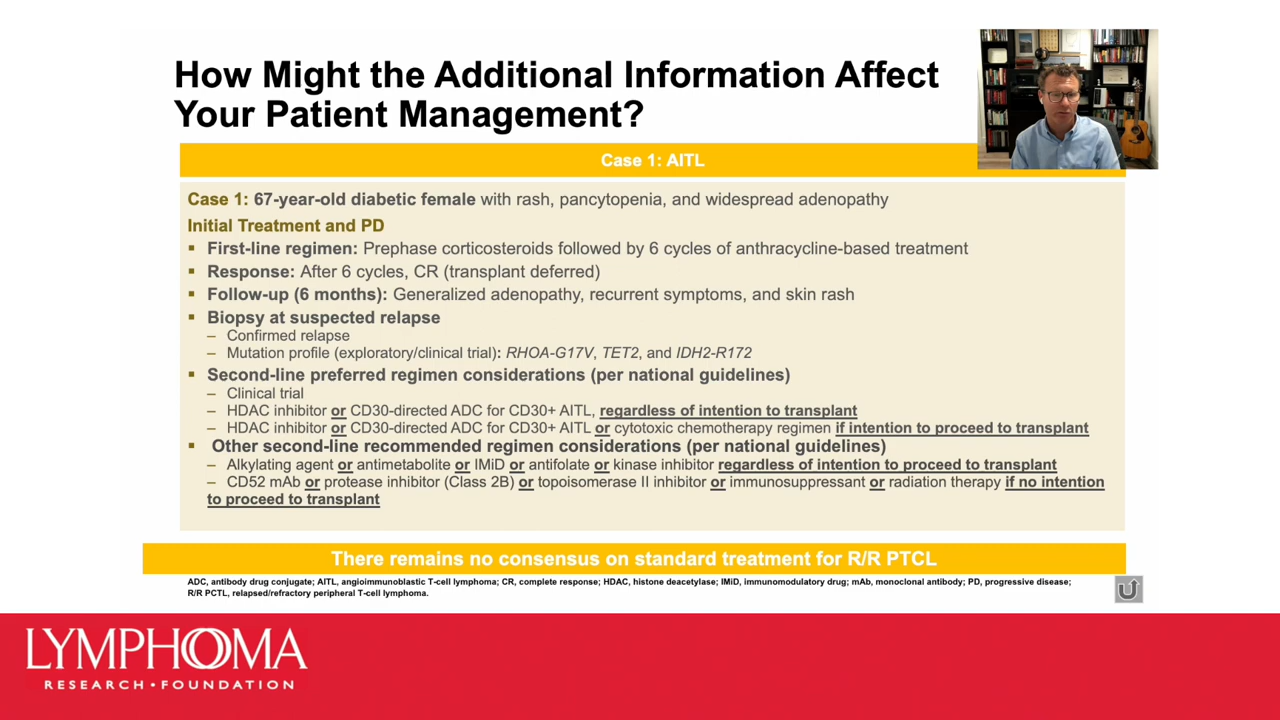 How Might the Additional Information Affect
Your Patient Management?
Case 1: AITL
Case 1: 67-year-old diabetic female with rash, pancytopenia, and widespread adenopathy
Initial Treatment and PD
▪ First-line regimen: Prephase corticosteroids followed by 6 cycles of anthracycline-based treatment
▪ Response: After 6 cycles, CR (transplant deferred)
▪ Follow-up (6 months): Generalized adenopathy, recurrent symptoms, and skin rash
▪ Biopsy at suspected relapse
– Confirmed relapse
– Mutation profile (exploratory/clinical trial): RHOA-G17V, TET2, and IDH2-R172
▪ Second-line preferred regimen considerations (per national guidelines)
– Clinical trial
– HDAC inhibitor or CD30-directed ADC for CD30+ AITL, regardless of intention to transplant
– HDAC inhibitor or CD30-directed ADC for CD30+ AITL or cytotoxic chemotherapy regimen if intention to proceed to transplant
▪ Other second-line recommended regimen considerations (per national guidelines)
– Alkylating agent or antimetabolite or IMiD or antifolate or kinase inhibitor regardless of intention to proceed to transplant
– CD52 mAb or protease inhibitor (Class 2B) or topoisomerase II inhibitor or immunosuppressant or radiation therapy if no intention
to proceed to transplant
There remains no consensus on standard treatment for R/R PTCL
ADC, antibody drug conjugate; AITL, angioimmunoblastic T-cell lymphoma; CR, complete response; HDAC, histone deacetylase; IMiD, immunomodulatory drug; mAb, monoclonal antibody; PD, progressive disease;
R/R PCTL, relapsed/refractory peripheral T-cell lymphoma.
LYMPHOMA
RESEARCH • FOUNDATION